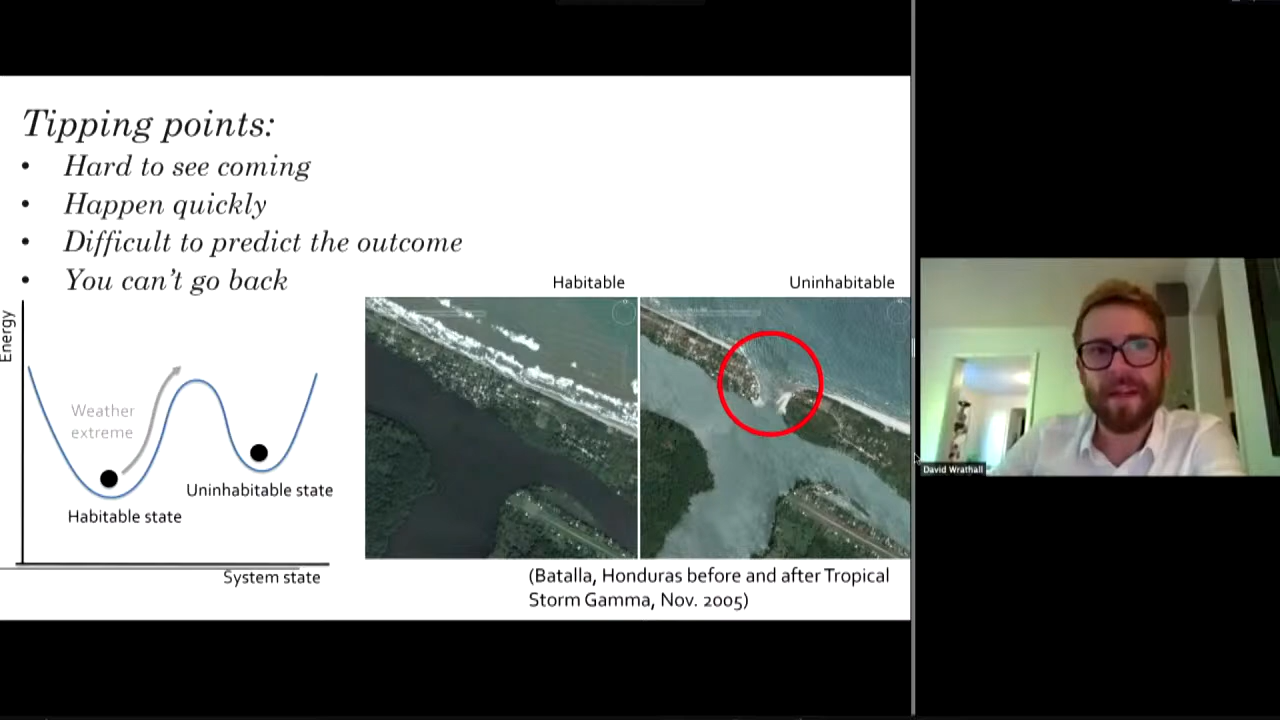 Tipping points:
• Hard to see coming
• Happen quickly
• Difficult to predict the outcome
• You can’t go back
Habitable
Uninhabitable
Energy
Weather
extreme
Uninhabitable state
Habitable state
System state
(Batalla, Honduras before and after Tropical
Storm Gamma, Nov. 2005)
David Wrathall